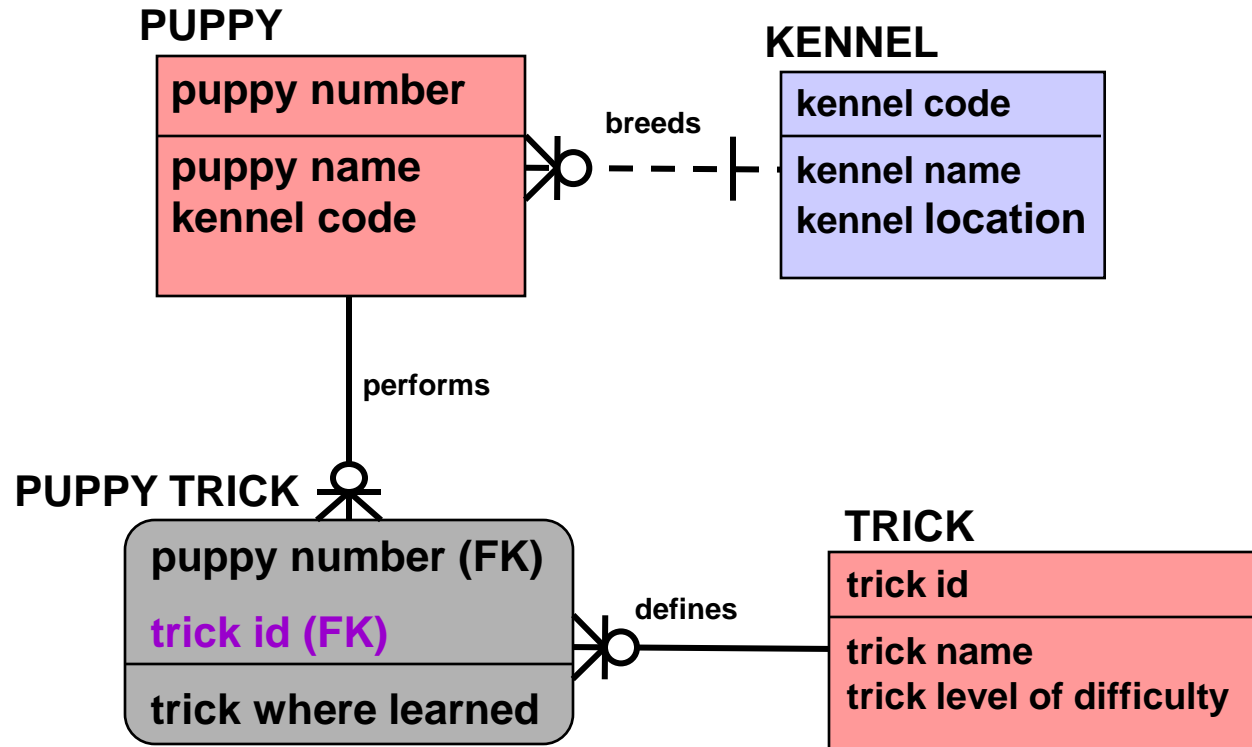 PUPPY
puppy number
puppy name
kennel code
breeds
KENNEL
kennel code
kennel name
kennel location
performs
PUPPY TRICK
puppy number (FK)
trick id (FK)
trick where learned
defines
TRICK
trick id
trick name
trick level of difficulty